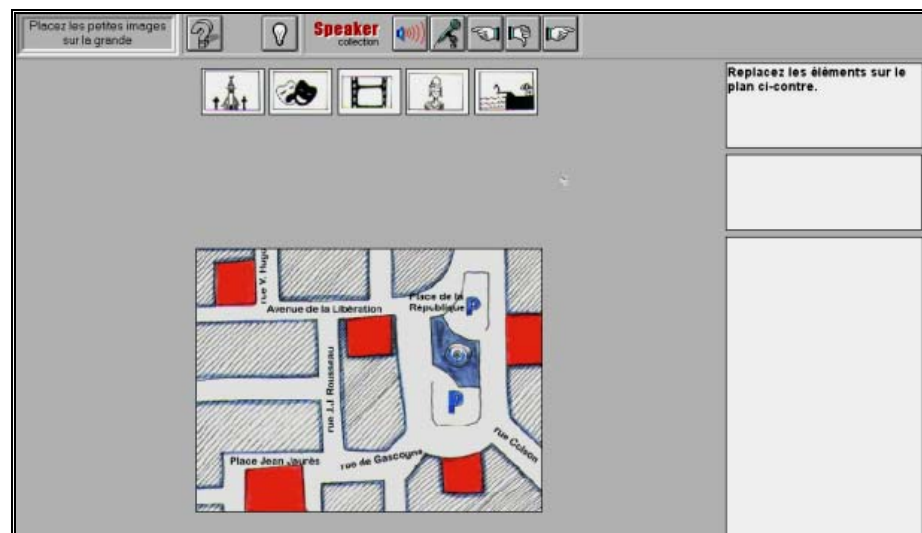 Placez les petites images
sur la grande
Speaker
collection
Replacez les éléments sur le
plan ci-contre.
rue V. Hugo
Avenue de la Libération
Place de la
République
P
rue J.J Rousseau
P
rue Colson
rue de Gascogne
Place Jean Jaurès